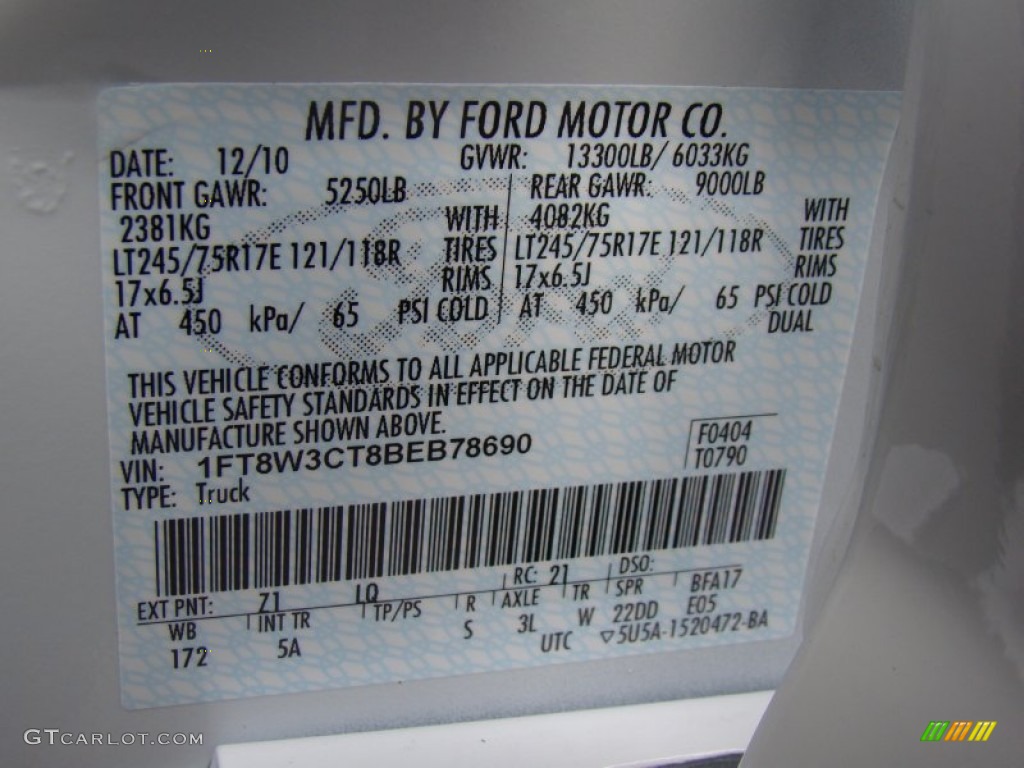 MFD. BY FORD MOTOR CO.
DATE: 12/10 GVWR: 13300LB/ 6033KG
FRONT GAWR: 5250LB REAR GAWR: 9000LB
2381KG WITH 4082KG WITH
LT245/75R17E 121/118R TIRES LT245/75R17E 121/118R TIRES
17x6.5J RIMS 17x6.5J RIMS
AT 450 kPa/ 65 PSI COLD AT 450 kPa/ 65 PSI COLD
DUAL
THIS VEHICLE CONFORMS TO ALL APPLICABLE FEDERAL MOTOR
VEHICLE SAFETY STANDARDS IN EFFECT ON THE DATE OF
MANUFACTURE SHOWN ABOVE.
VIN: 1FT8W3CT8BEB78690 F0404
TYPE: Truck T0790
EXT PNT: Z1 LQ RC: 21 DSO:
WB INT TR TP/PS R AXLE TR SPR BFA17
172 5A S 3L W 22DD E05
UTC 5U5A-1520472-BA
GTCARLOT.COM